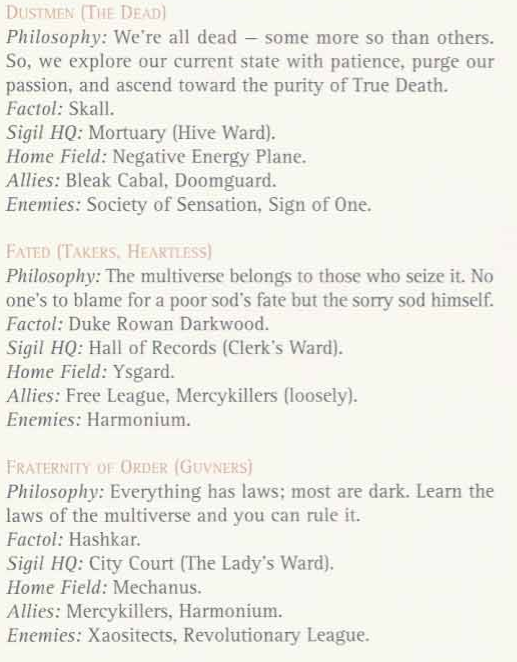 DUSTMEN (THE DEAD)
Philosophy: We're all dead – some more so than others.
So, we explore our current state with patience, purge our
passion, and ascend toward the purity of True Death.
Factol: Skall.
Sigil HQ: Mortuary (Hive Ward).
Home Field: Negative Energy Plane.
Allies: Bleak Cabal, Doomguard.
Enemies: Society of Sensation, Sign of One.
FATED (TAKERS, HEARTLESS)
Philosophy: The multiverse belongs to those who seize it. No
one's to blame for a poor sod's fate but the sorry sod himself.
Factol: Duke Rowan Darkwood.
Sigil HQ: Hall of Records (Clerk's Ward).
Home Field: Ysgard.
Allies: Free League, Mercykillers (loosely).
Enemies: Harmonium.
FRATERNITY OF ORDER (GUVNERS)
Philosophy: Everything has laws; most are dark. Learn the
laws of the multiverse and you can rule it.
Factol: Hashkar.
Sigil HQ: City Court (The Lady's Ward).
Home Field: Mechanus.
Allies: Mercykillers, Harmonium.
Enemies: Xaositects, Revolutionary League.